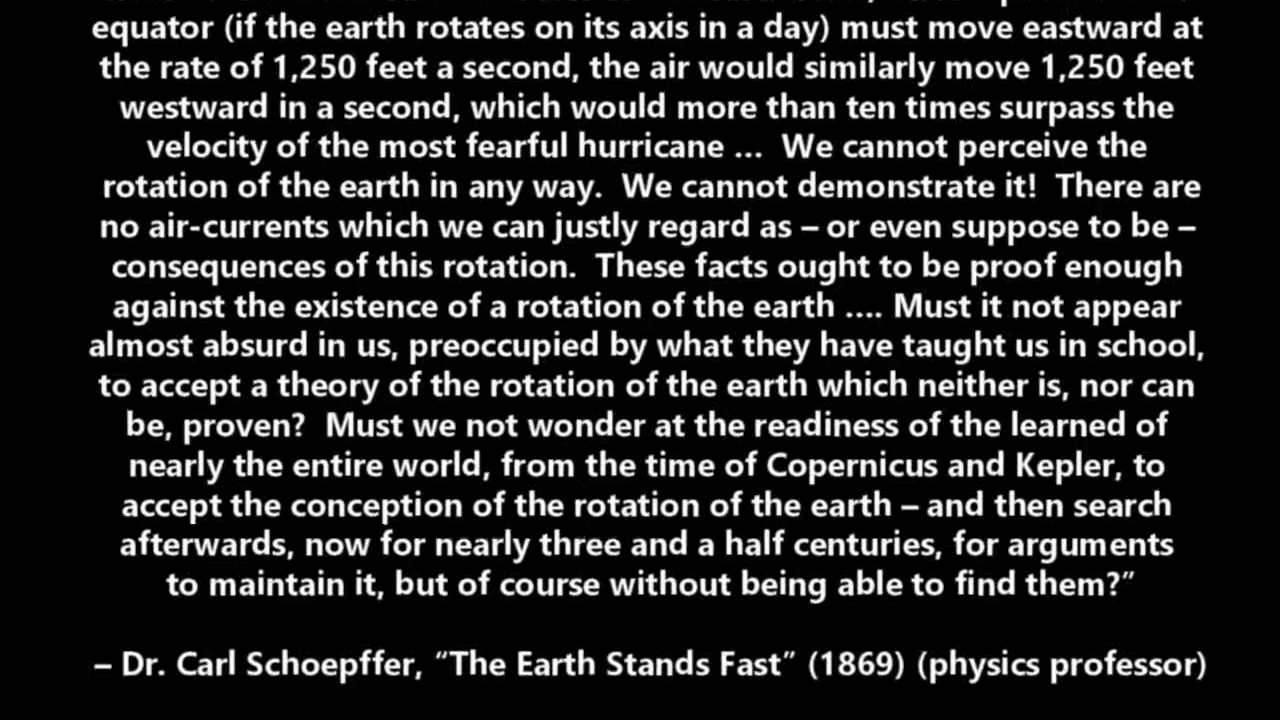 equator (if the earth rotates on its axis in a day) must move eastward at
the rate of 1,250 feet a second, the air would similarly move 1,250 feet
westward in a second, which would more than ten times surpass the
velocity of the most fearful hurricane ...  We cannot perceive the
rotation of the earth in any way.  We cannot demonstrate it!  There are
no air-currents which we can justly regard as – or even suppose to be –
consequences of this rotation.  These facts ought to be proof enough
against the existence of a rotation of the earth .... Must it not appear
almost absurd in us, preoccupied by what they have taught us in school,
to accept a theory of the rotation of the earth which neither is, nor can
be, proven?  Must we not wonder at the readiness of the learned of
nearly the entire world, from the time of Copernicus and Kepler, to
accept the conception of the rotation of the earth – and then search
afterwards, now for nearly three and a half centuries, for arguments
to maintain it, but of course without being able to find them?”

– Dr. Carl Schoepffer, “The Earth Stands Fast” (1869) (physics professor)